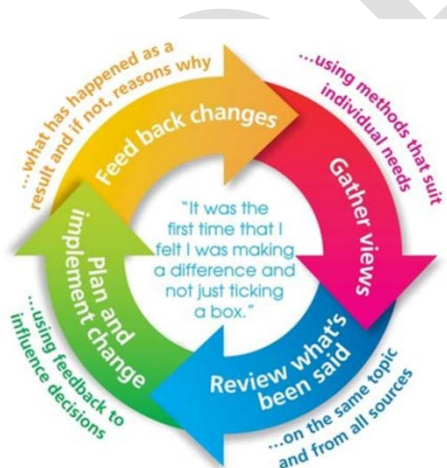 ...what has happened as a
result and if not, reasons why
Feed back changes
...using methods that suit
individual needs
Gather views
"It was the
first time that I
felt I was making
a difference and
not just ticking
a box."
Plan and
implement change
...using feedback to
influence decisions
Review what's
been said
...on the same topic
and from all sources